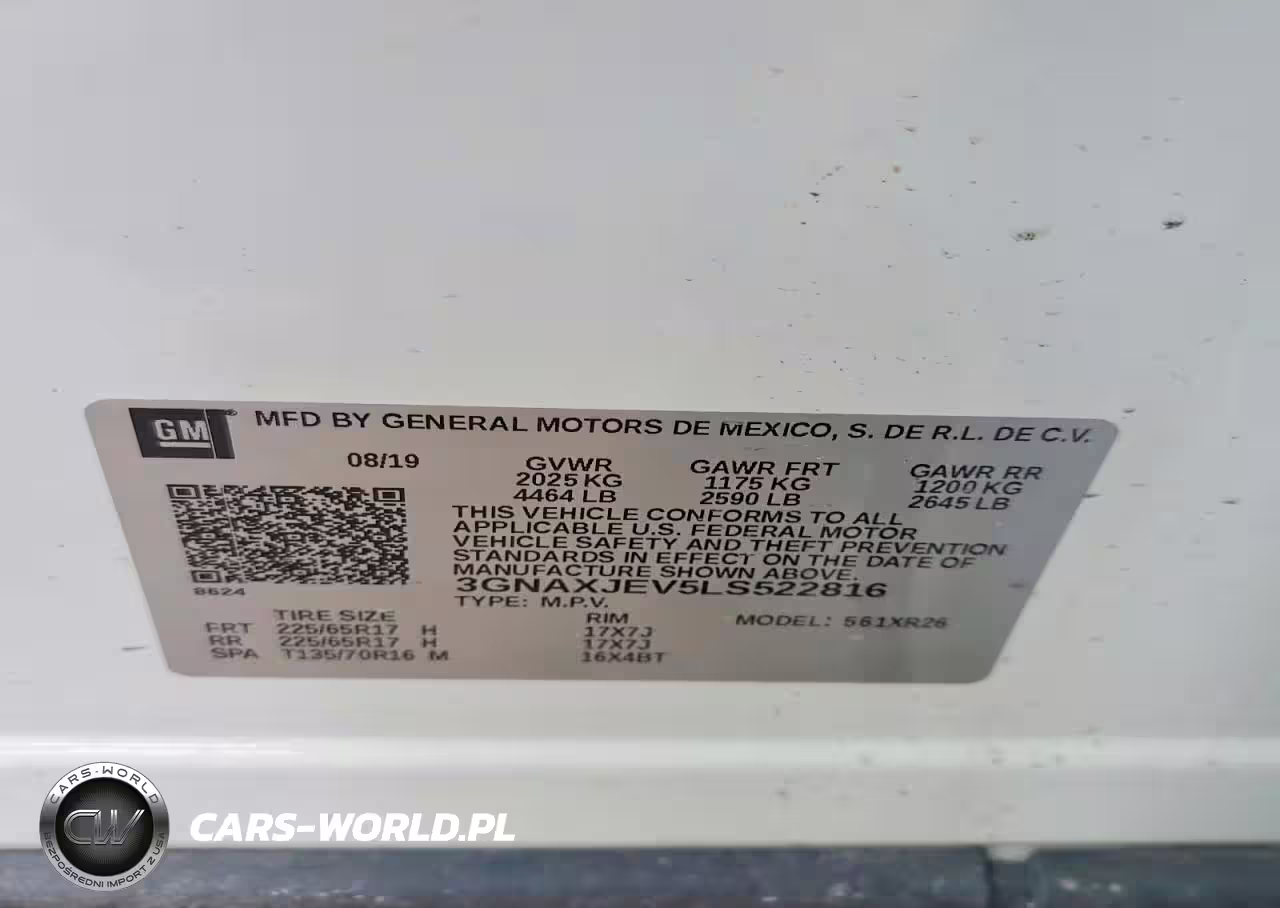 GM
MFD BY GENERAL MOTORS DE MEXICO, S. DE R.L. DE C.V.
08/19 GVWR GAWR FRT GAWR RR
2025 KG 1175 KG 1200 KG
4464 LB 2590 LB 2645 LB
THIS VEHICLE CONFORMS TO ALL
APPLICABLE U.S. FEDERAL MOTOR
VEHICLE SAFETY AND THEFT PREVENTION
STANDARDS IN EFFECT ON THE DATE OF
MANUFACTURE SHOWN ABOVE.
3GNAXJEV5LS522816
8624
TYPE: M.P.V.
TIRE SIZE RIM MODEL: 561XR26
FRT 225/65R17 H 17X7J
RR 225/65R17 H 17X7J
SPA T135/70R16 M 16X4BT
CARS-WORLD
CW
BEZPOŚREDNI IMPORT Z USA
CARS-WORLD.PL